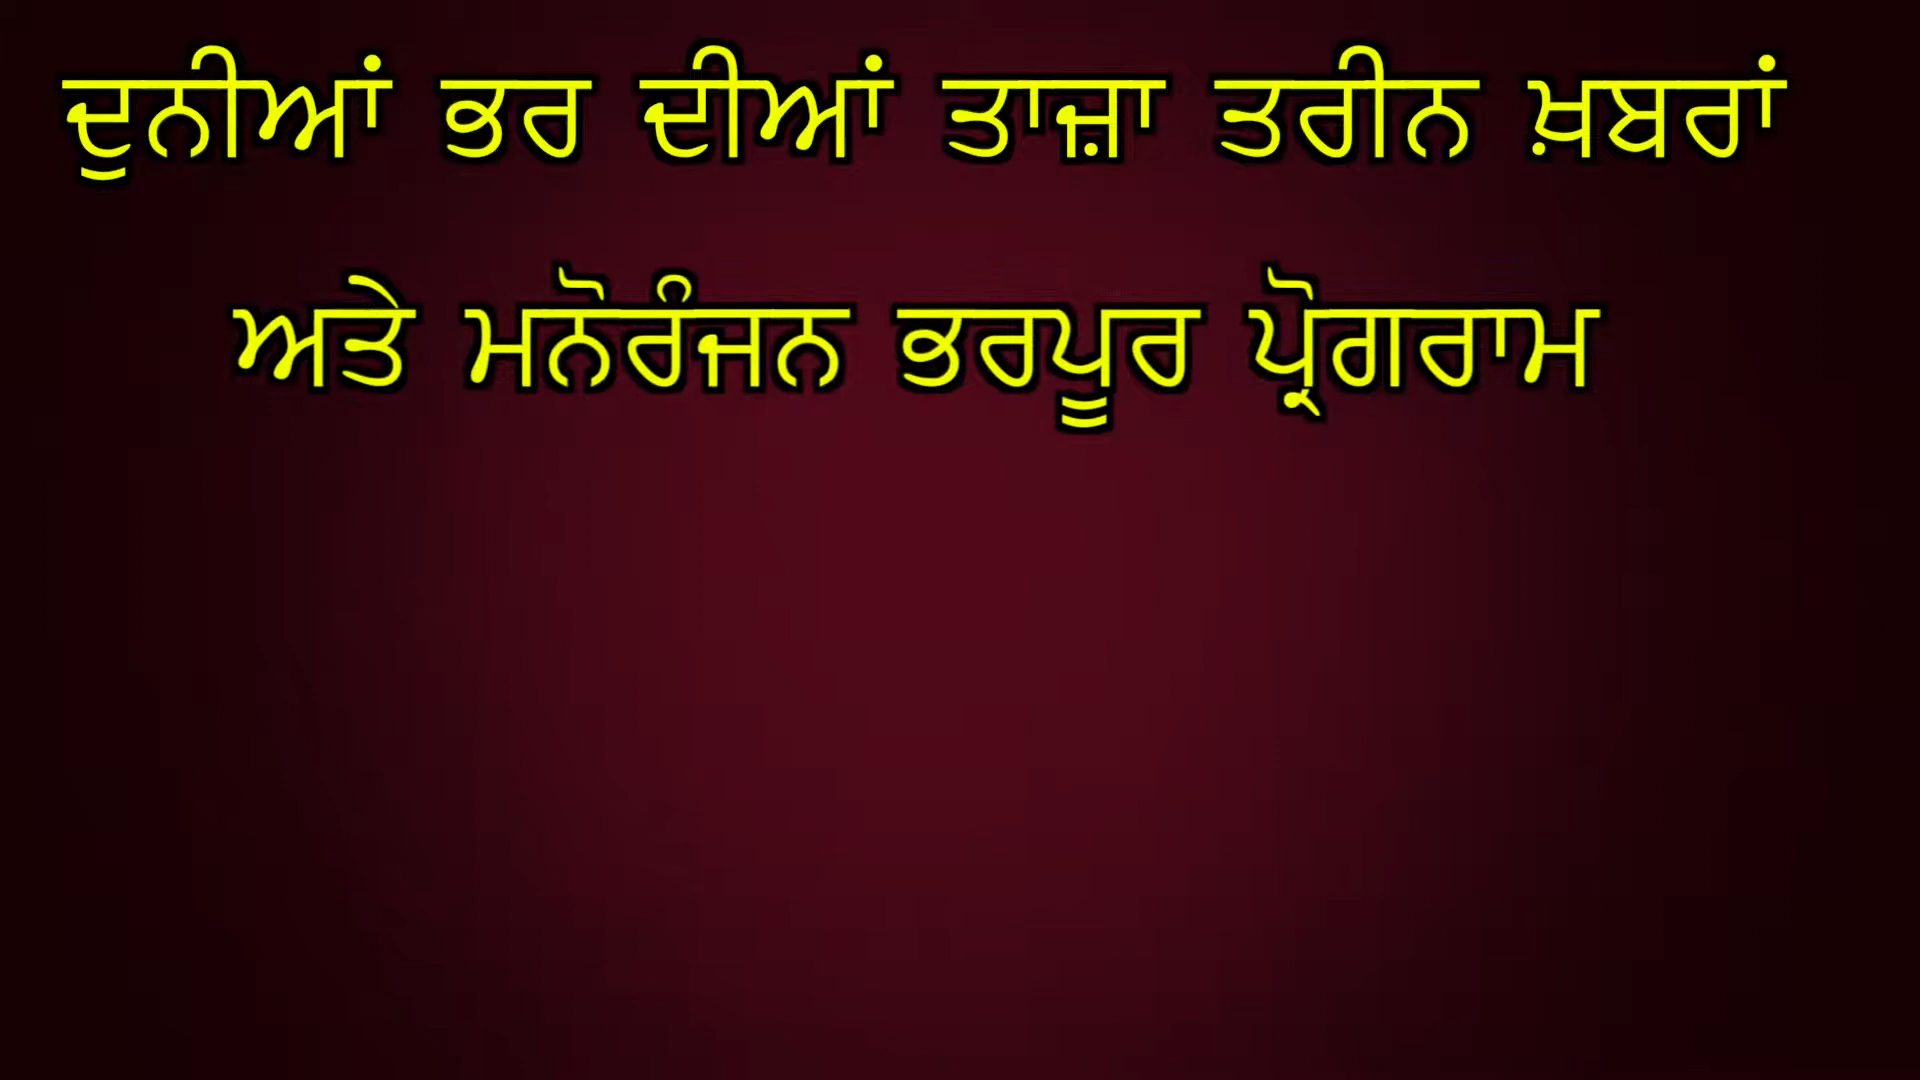 ਦੁਨੀਆਂ ਭਰ ਦੀਆਂ ਤਾਜ਼ਾ ਤਰੀਨ ਖ਼ਬਰਾਂ
ਅਤੇ ਮਨੋਰੰਜਨ ਭਰਪੂਰ ਪ੍ਰੋਗਰਾਮ